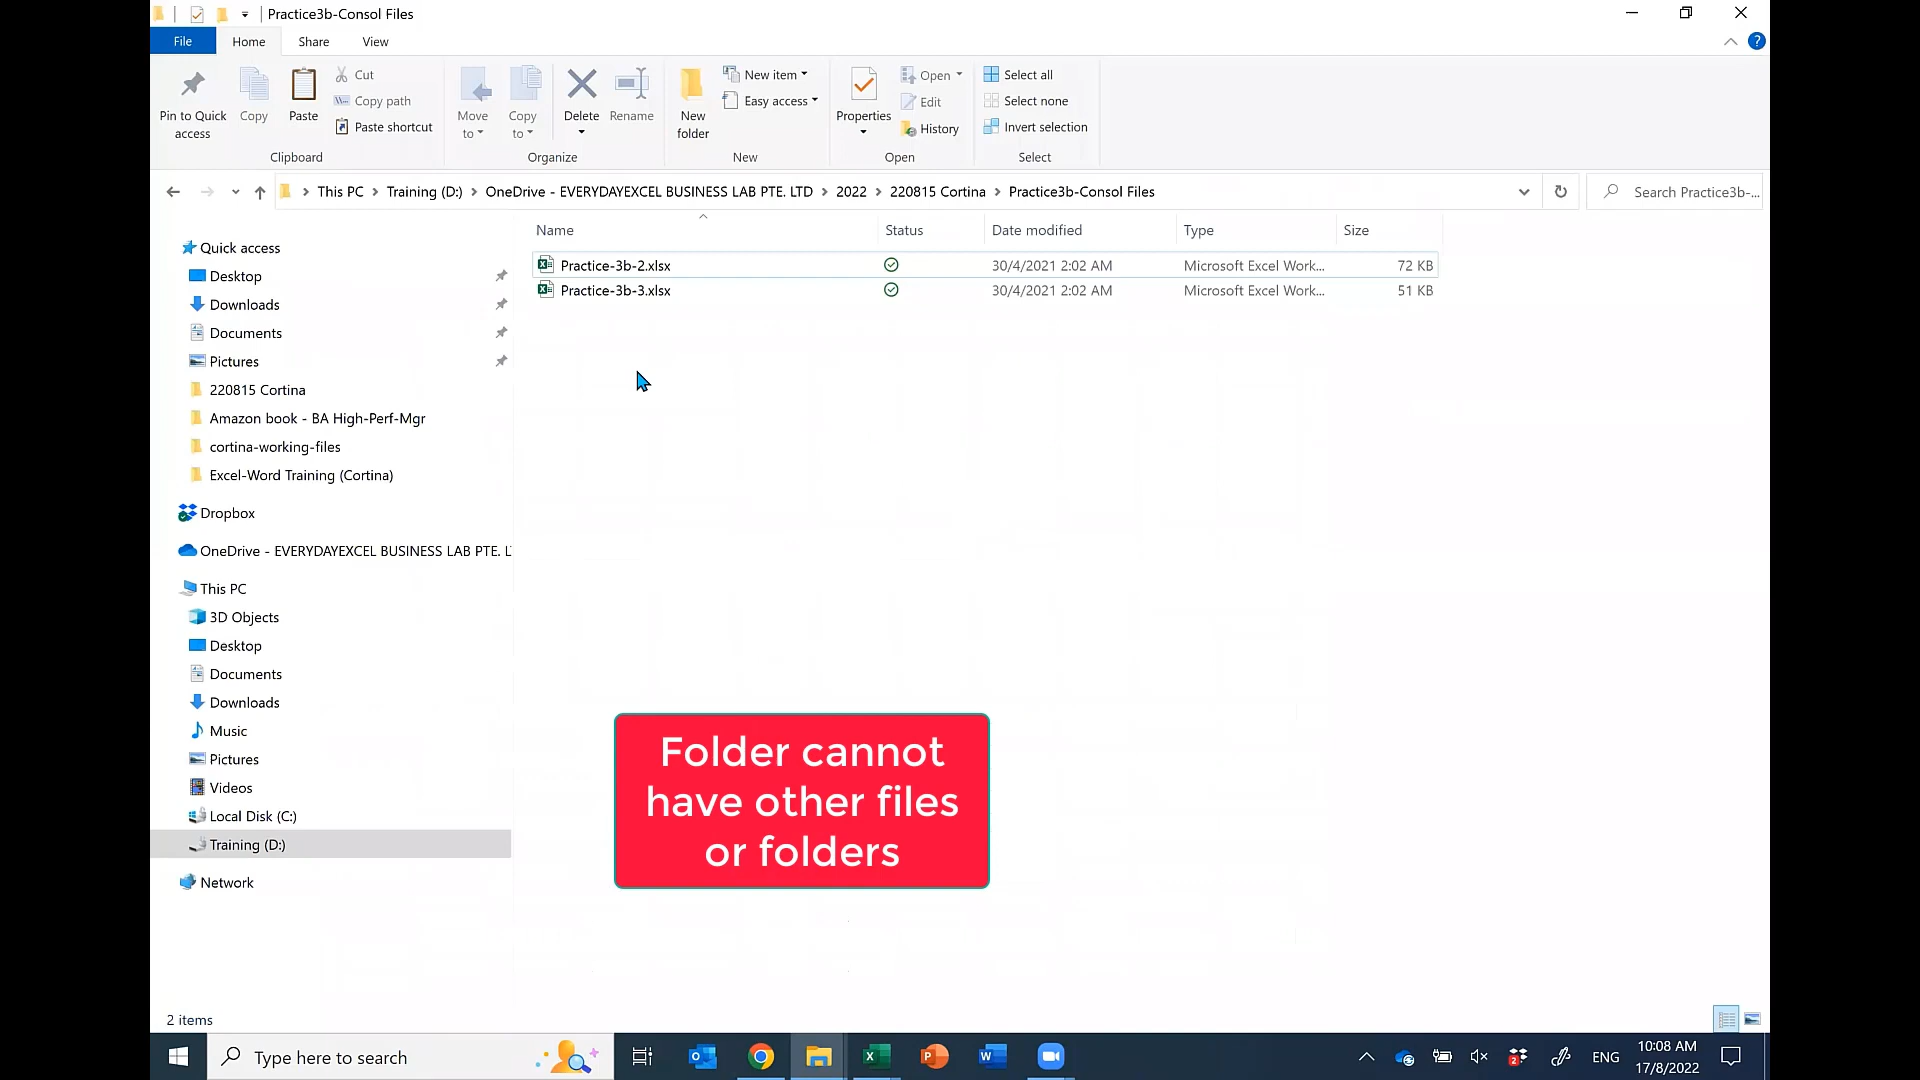 Practice3b-Consol Files
File
Home
Share
View
Pin to Quick access
Copy
Paste
Cut
Copy path
Paste shortcut
Clipboard
Move to
Copy to
Delete
Rename
Organize
New folder
New item
Easy access
New
Properties
Open
Edit
History
Open
Select all
Select none
Invert selection
Select
This PC > Training (D:) > OneDrive - EVERYDAYEXCEL BUSINESS LAB PTE. LTD > 2022 > 220815 Cortina > Practice3b-Consol Files
Search Practice3b-...
Name Status Date modified Type Size
Practice-3b-2.xlsx 30/4/2021 2:02 AM Microsoft Excel Work... 72 KB
Practice-3b-3.xlsx 30/4/2021 2:02 AM Microsoft Excel Work... 51 KB
Quick access
Desktop
Downloads
Documents
Pictures
220815 Cortina
Amazon book - BA High-Perf-Mgr
cortina-working-files
Excel-Word Training (Cortina)
Dropbox
OneDrive - EVERYDAYEXCEL BUSINESS LAB PTE. L
This PC
3D Objects
Desktop
Documents
Downloads
Music
Pictures
Videos
Local Disk (C:)
Training (D:)
Network
Folder cannot
have other files
or folders
2 items
Type here to search
ENG
10:08 AM
17/8/2022